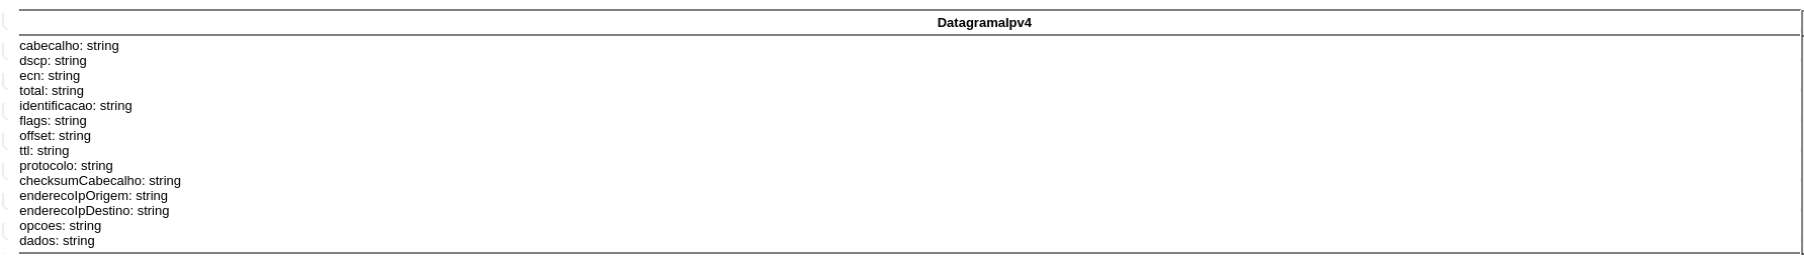 DatagramaIpv4
cabecalho: string
dscp: string
ecn: string
total: string
identificacao: string
flags: string
offset: string
ttl: string
protocolo: string
checksumCabecalho: string
enderecoIpOrigem: string
enderecoIpDestino: string
opcoes: string
dados: string